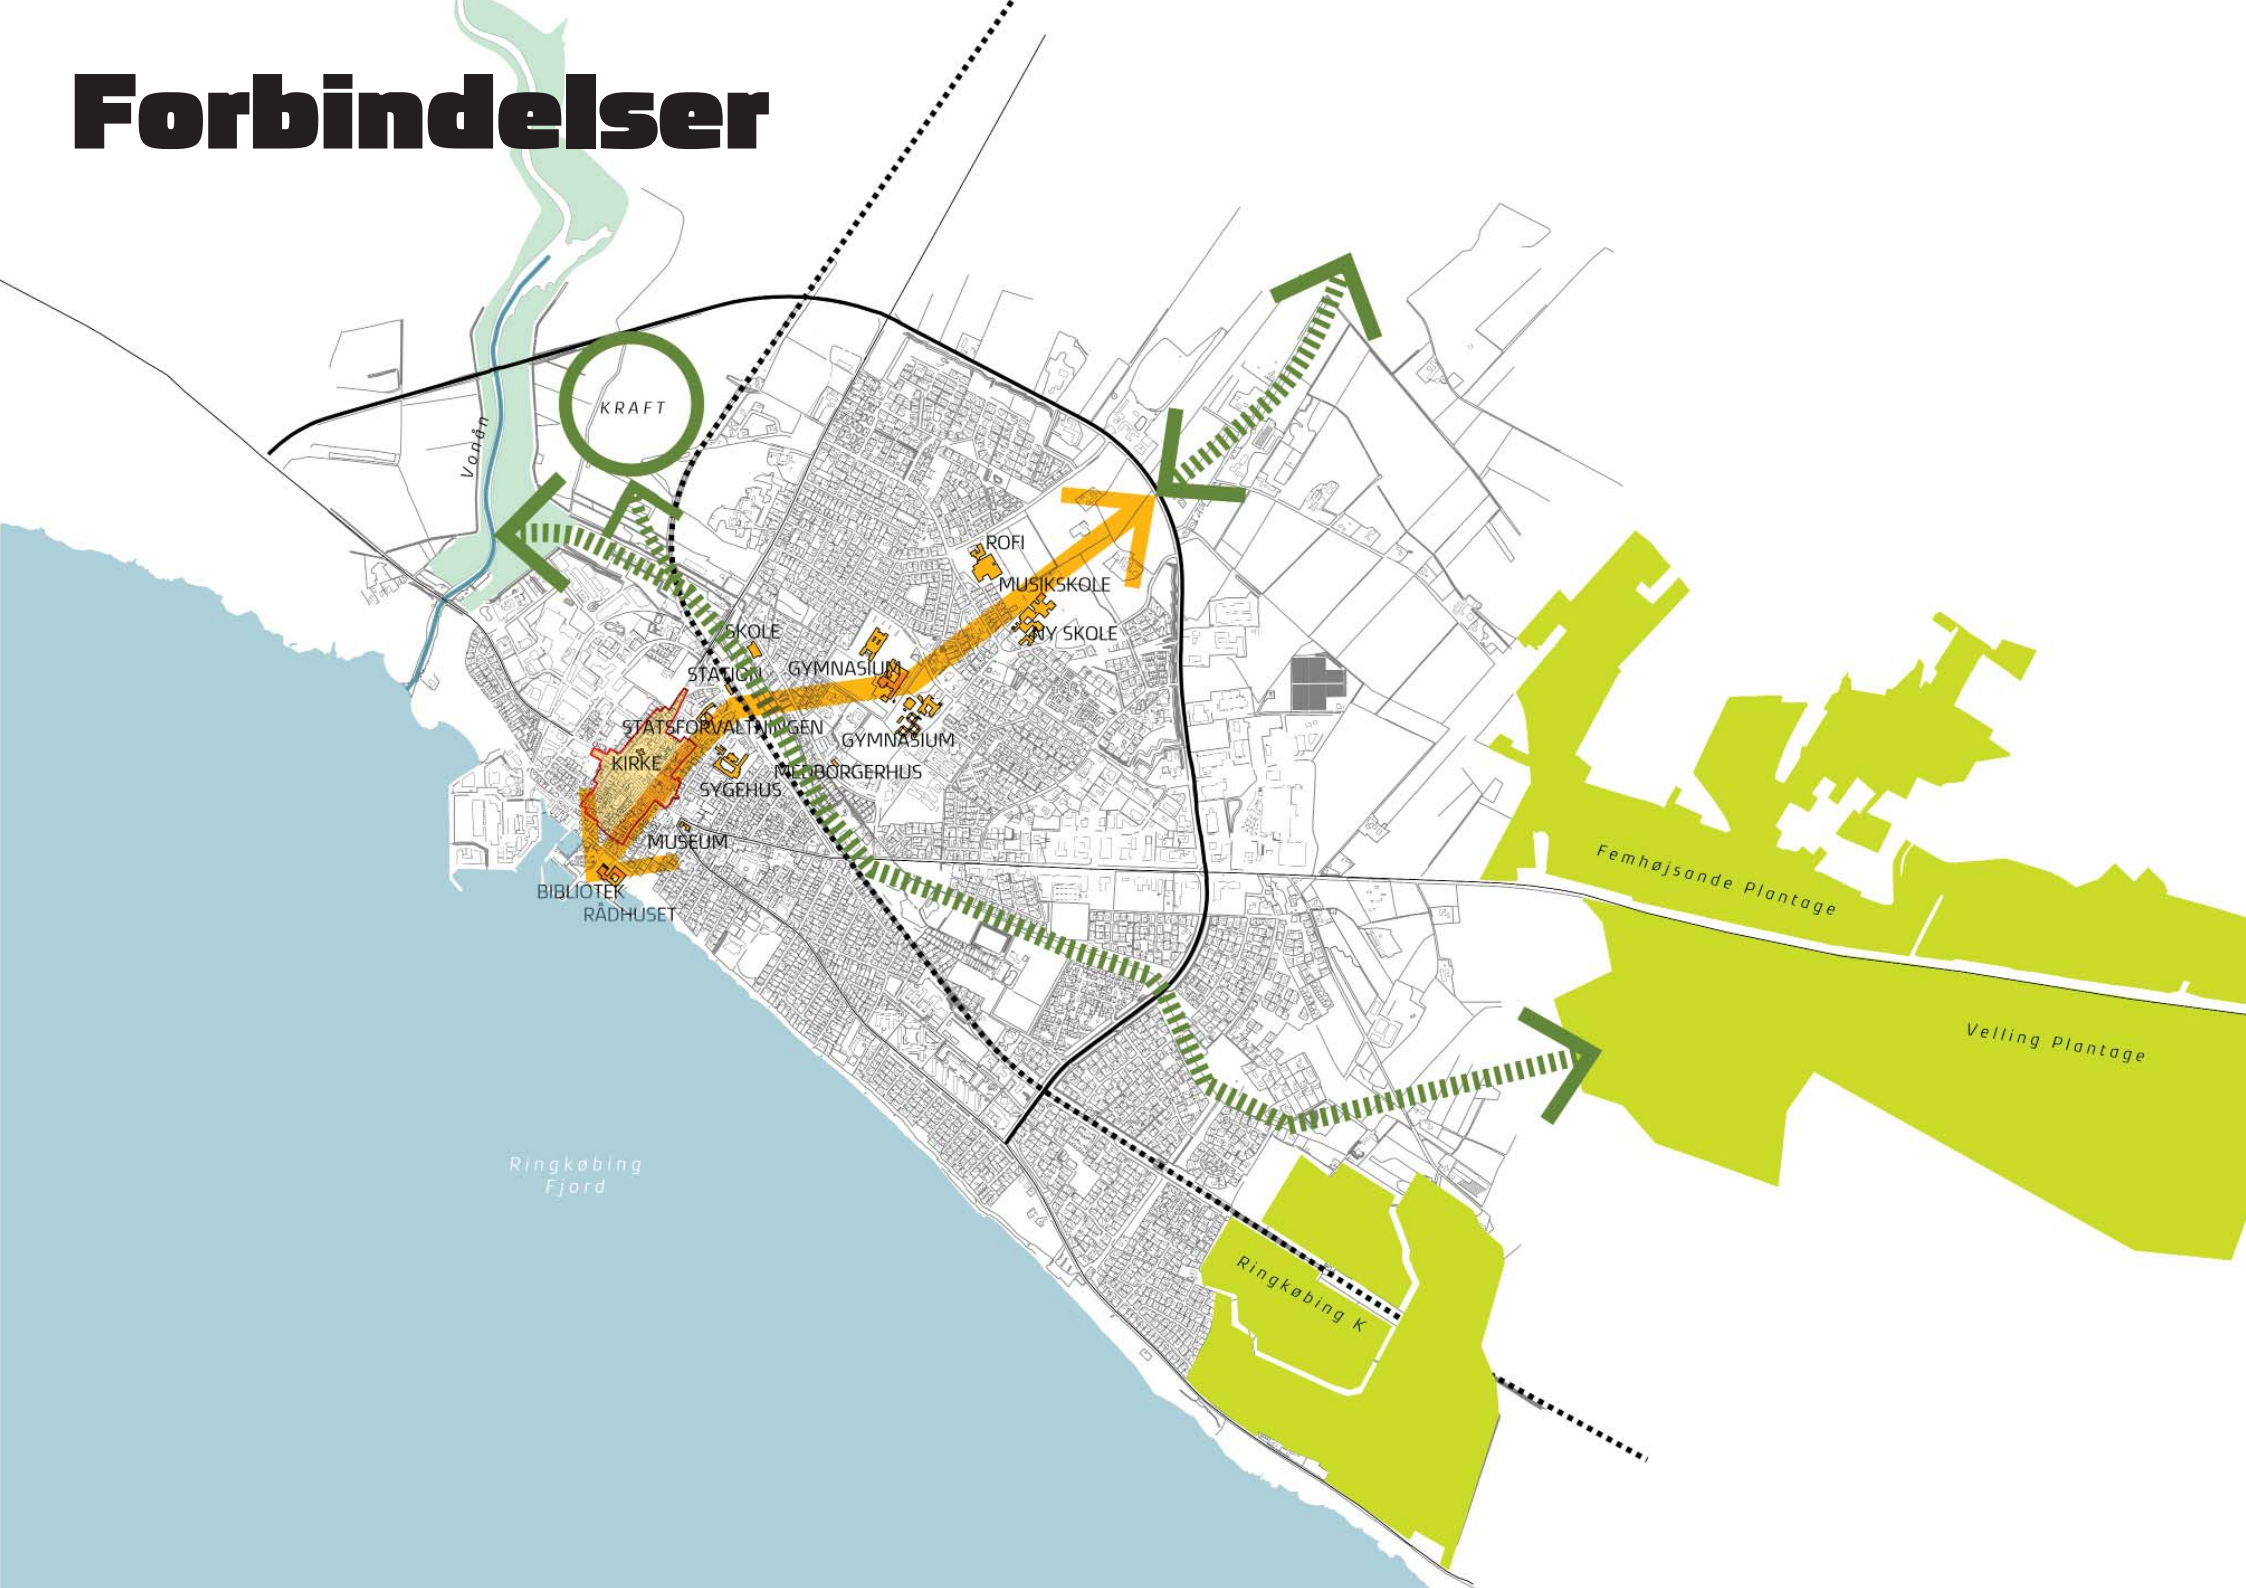 Forbindelser
KRAFT
Vonån
ROFI
MUSIKSKOLE
SKOLE
NY SKOLE
GYMNASIUM
STATION
STATSFORVALTNINGEN
GYMNASIUM
KIRKE
MEDBORGERHUS
SYGEHUS
MUSEUM
BIBLIOTEK
RÅDHUSET
Femhøjsande Plantage
Velling Plantage
Ringkøbing
Fjord
Ringkøbing K